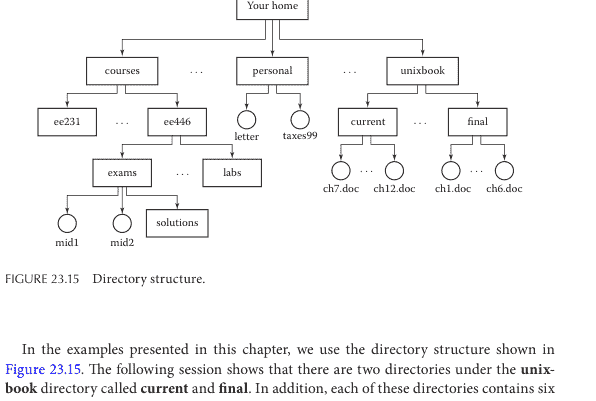 Your home
courses ... personal ... unixbook
ee231 ... ee446 letter taxes99 current ... final
exams ... labs ch7.doc ... ch12.doc ch1.doc ... ch6.doc
mid1 mid2 solutions
FIGURE 23.15 Directory structure.
In the examples presented in this chapter, we use the directory structure shown in
Figure 23.15. The following session shows that there are two directories under the unix-
book directory called current and final. In addition, each of these directories contains six